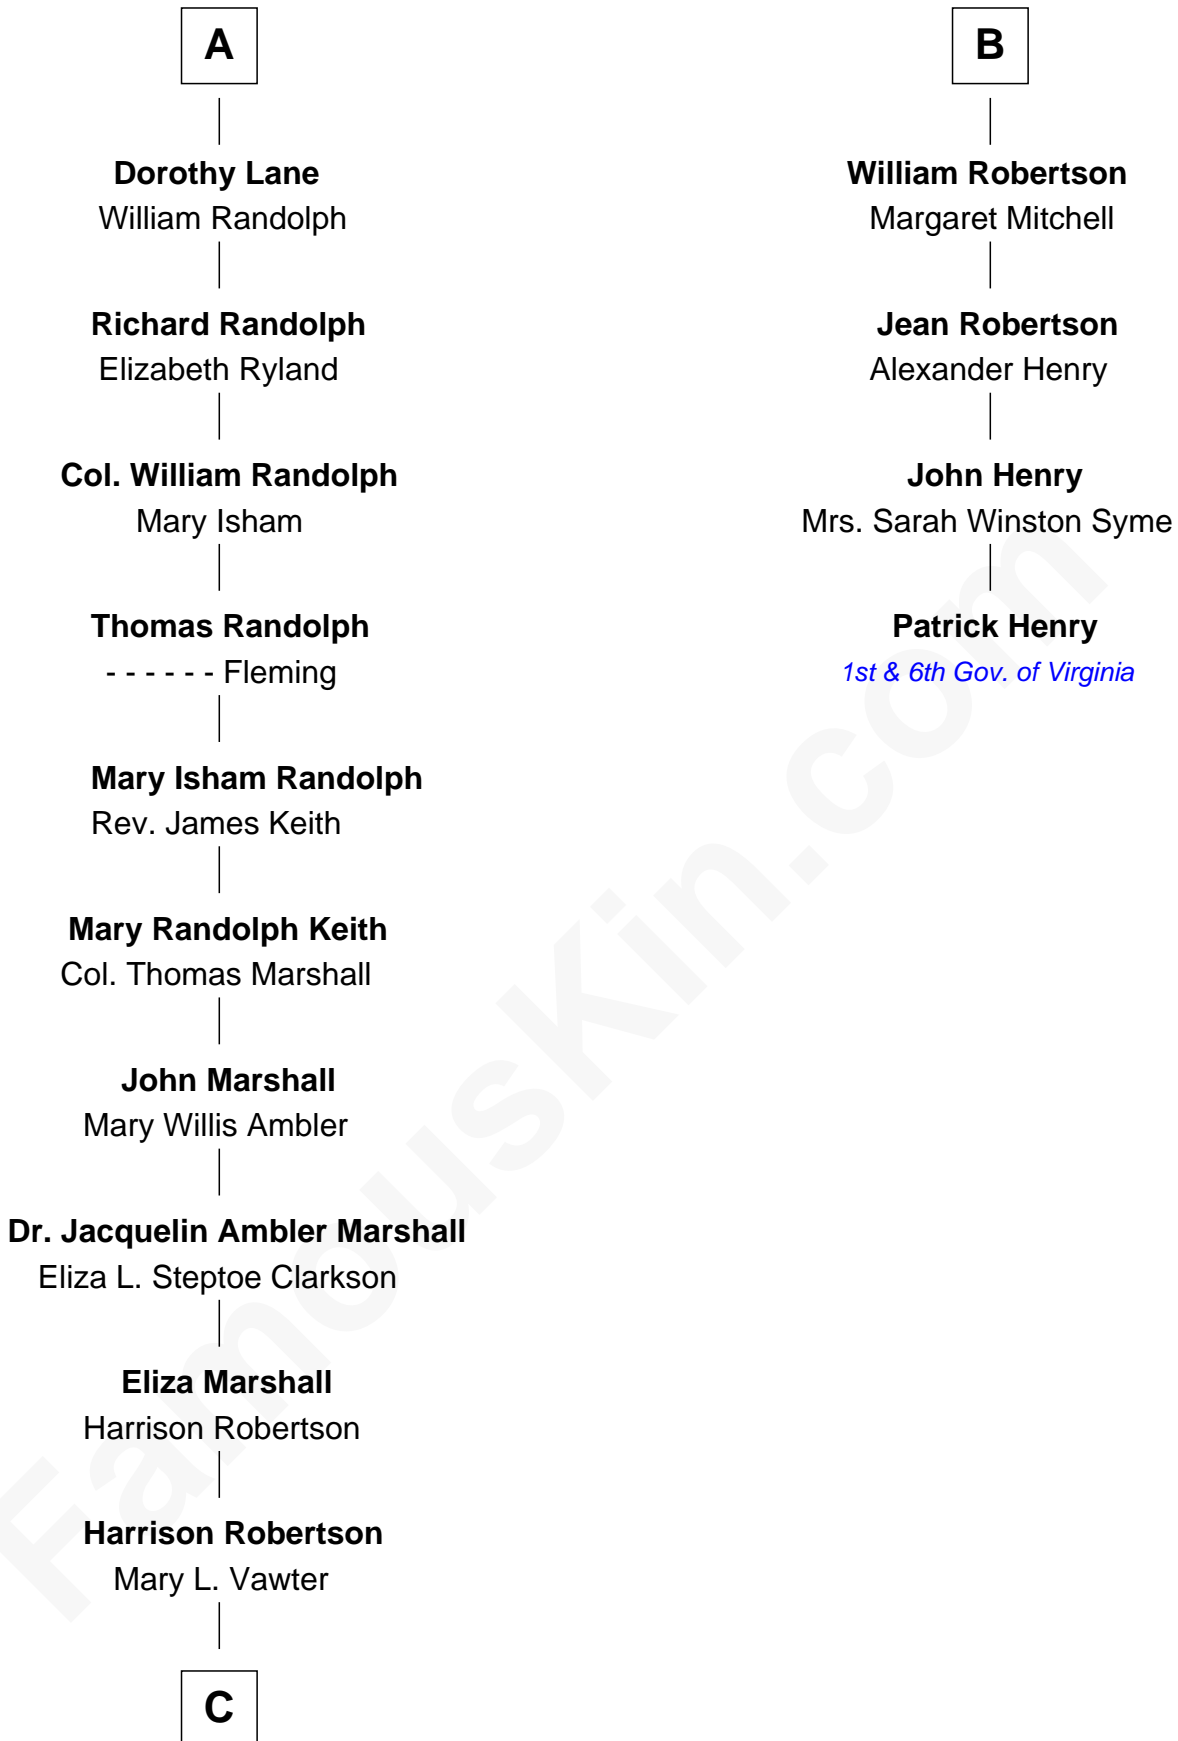 A
Dorothy Lane
William Randolph
Richard Randolph
Elizabeth Ryland
Col. William Randolph
Mary Isham
Thomas Randolph
- - - - - - Fleming
Mary Isham Randolph
Rev. James Keith
Mary Randolph Keith
Col. Thomas Marshall
John Marshall
Mary Willis Ambler
Dr. Jacquelin Ambler Marshall
Eliza L. Steptoe Clarkson
Eliza Marshall
Harrison Robertson
Harrison Robertson
Mary L. Vawter
C
B
William Robertson
Margaret Mitchell
Jean Robertson
Alexander Henry
John Henry
Mrs. Sarah Winston Syme
Patrick Henry
1st & 6th Gov. of Virginia
FamousKin.com